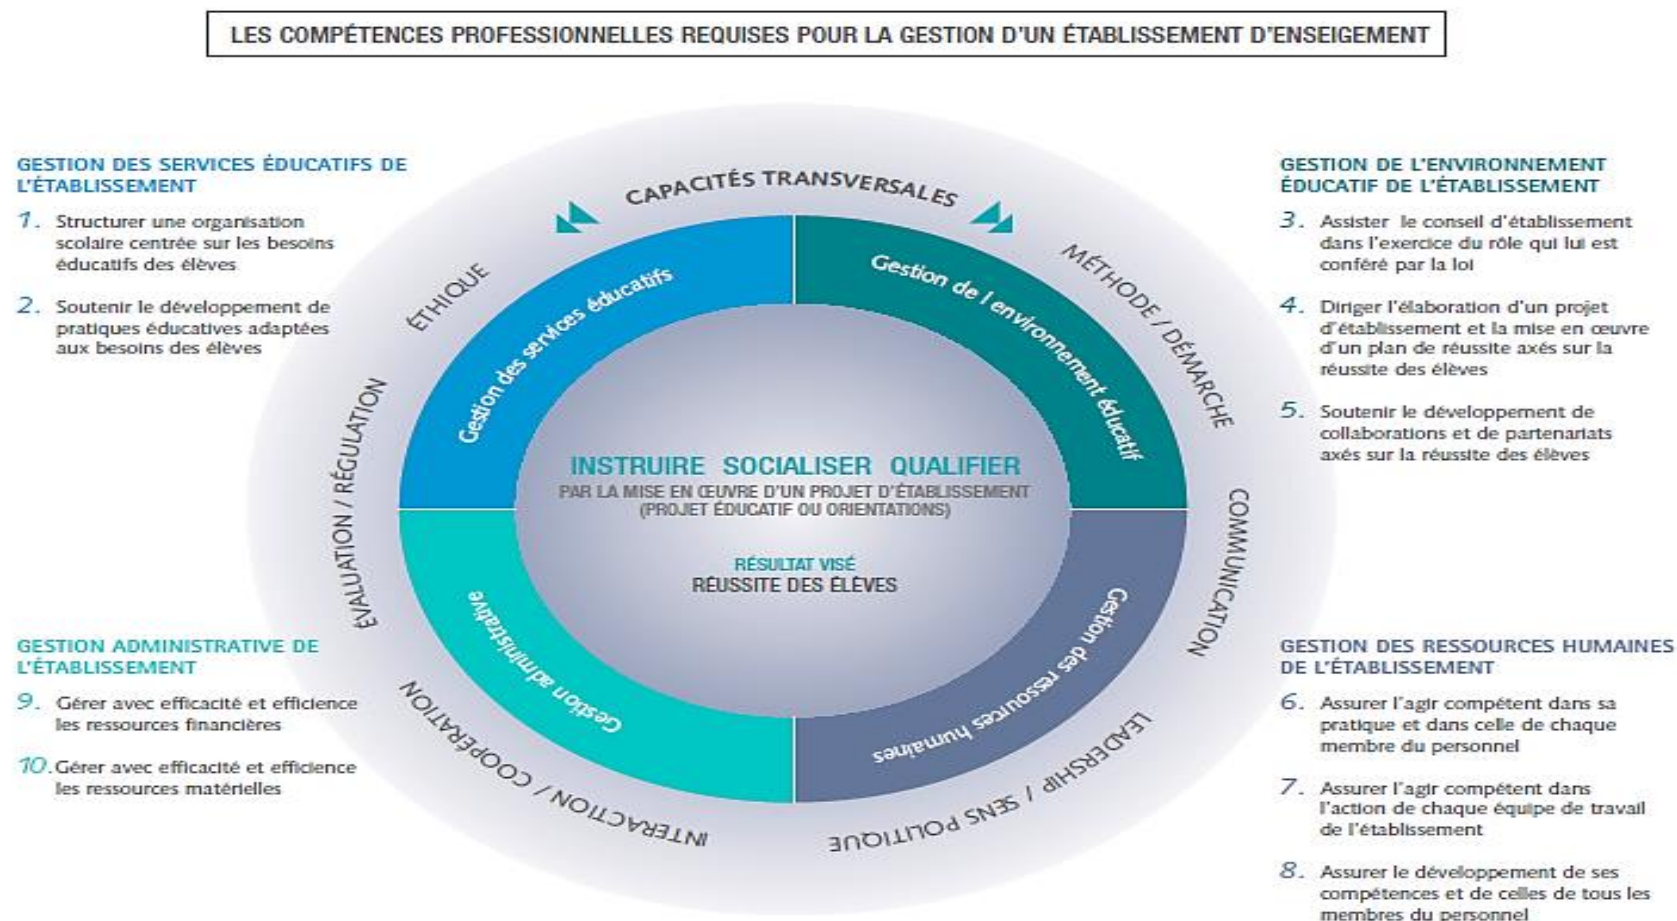 LES COMPÉTENCES PROFESSIONNELLES REQUISES POUR LA GESTION D'UN ÉTABLISSEMENT D'ENSEIGEMENT
GESTION DES SERVICES ÉDUCATIFS DE
L'ÉTABLISSEMENT
1. Structurer une organisation
scolaire centrée sur les besoins
éducatifs des élèves
2. Soutenir le développement de
pratiques éducatives adaptées
aux besoins des élèves
GESTION DE L'ENVIRONNEMENT
ÉDUCATIF DE L'ÉTABLISSEMENT
3. Assister le conseil d'établissement
dans l'exercice du rôle qui lui est
conféré par la loi
4. Diriger l'élaboration d'un projet
d'établissement et la mise en œuvre
d'un plan de réussite axés sur la
réussite des élèves
5. Soutenir le développement de
collaborations et de partenariats
axés sur la réussite des élèves
CAPACITÉS TRANSVERSALES
MÉTHODE / DÉMARCHE
COMMUNICATION
LEADERSHIP / SENS POLITIQUE
INTERACTION / COOPÉRATION
ÉVALUATION / RÉGULATION
ÉTHIQUE
Gestion des services éducatifs
Gestion de l environnement éducatif
Gestion des ressources humaines
Gestion administrative
INSTRUIRE SOCIALISER QUALIFIER
PAR LA MISE EN ŒUVRE D'UN PROJET D'ÉTABLISSEMENT
(PROJET ÉDUCATIF OU ORIENTATIONS)
RÉSULTAT VISÉ
RÉUSSITE DES ÉLÈVES
GESTION DES RESSOURCES HUMAINES
DE L'ÉTABLISSEMENT
6. Assurer l'agir compétent dans sa
pratique et dans celle de chaque
membre du personnel
7. Assurer l'agir compétent dans
l'action de chaque équipe de travail
de l'établissement
8. Assurer le développement de ses
compétences et de celles de tous les
membres du personnel
GESTION ADMINISTRATIVE DE
L'ÉTABLISSEMENT
9. Gérer avec efficacité et efficience
les ressources financières
10. Gérer avec efficacité et efficience
les ressources matérielles